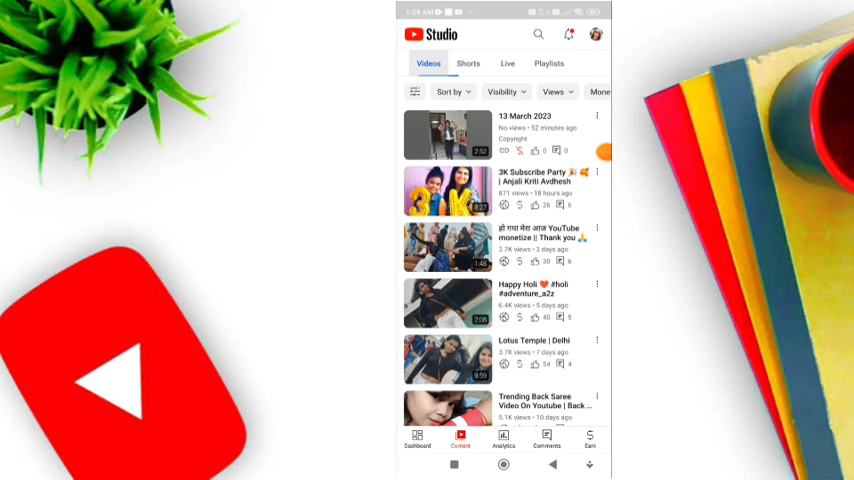 1:59 AM
Studio
Videos Shorts Live Playlists
Sort by Visibility Views Mone
13 March 2023
No views • 52 minutes ago
Copyright
0 0
2:52
3K Subscribe Party 🎉 🥰
| Anjali Kriti Avdhesh
871 views • 18 hours ago
$ 26 6
8:27
हो गया मेरा आज YouTube
monetize || Thank you 🙏
2.7K views • 3 days ago
$ 30 6
1:48
Happy Holi ❤️ #holi
#adventure_a2z
6.4K views • 5 days ago
$ 40 5
2:08
Lotus Temple | Delhi
3.7K views • 7 days ago
$ 54 4
9:59
Trending Back Saree
Video On Youtube | Back ...
5.1K views • 10 days ago
Dashboard Content Analytics Comments Earn